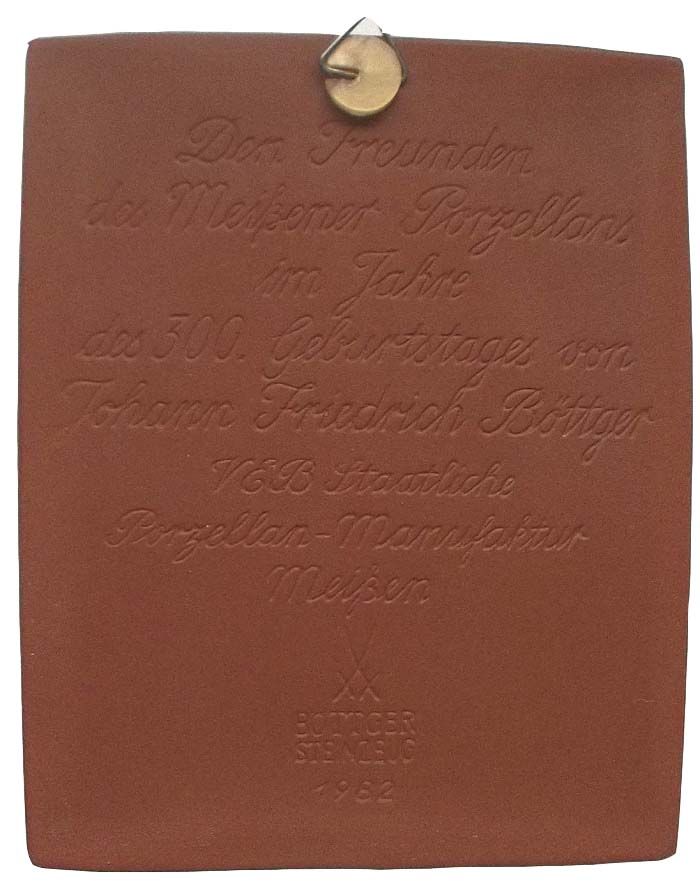 Den Freunden
des Meißener Porzellans
im Jahre
des 300. Geburtstages von
Johann Friedrich Böttger
VEB Staatliche
Porzellan-Manufaktur
Meißen
BÖTTGER
STEINZEUG
1982